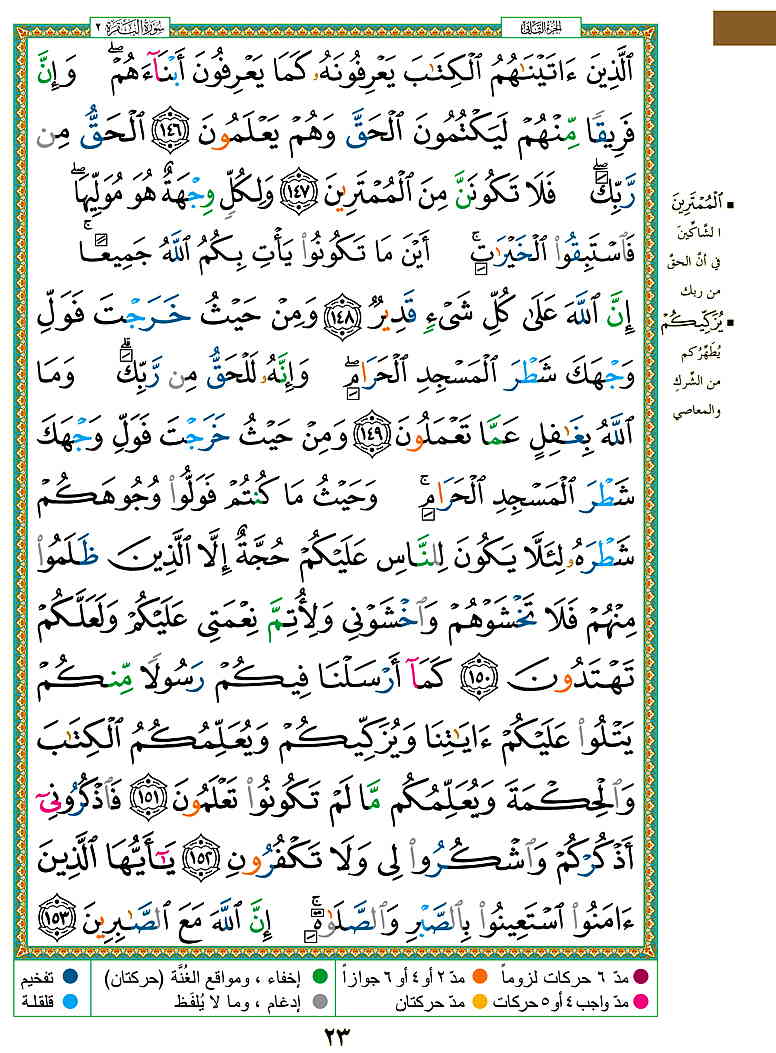 سُورَةُ البَقَرَة ٢
الجزء الثاني
ٱلَّذِينَ ءَاتَيْنَٰهُمُ ٱلْكِتَٰبَ يَعْرِفُونَهُۥ كَمَا يَعْرِفُونَ أَبْنَآءَهُمْ ۖ وَإِنَّ
فَرِيقًا مِّنْهُمْ لَيَكْتُمُونَ ٱلْحَقَّ وَهُمْ يَعْلَمُونَ ١٤٦ ٱلْحَقُّ مِن
رَّبِّكَ ۖ فَلَا تَكُونَنَّ مِنَ ٱلْمُمْتَرِينَ ١٤٧ وَلِكُلٍّ وِجْهَةٌ هُوَ مُوَلِّيهَا ۖ
فَٱسْتَبِقُوا۟ ٱلْخَيْرَٰتِ ۚ أَيْنَ مَا تَكُونُوا۟ يَأْتِ بِكُمُ ٱللَّهُ جَمِيعًا ۚ
إِنَّ ٱللَّهَ عَلَىٰ كُلِّ شَىْءٍ قَدِيرٌ ١٤٨ وَمِنْ حَيْثُ خَرَجْتَ فَوَلِّ
وَجْهَكَ شَطْرَ ٱلْمَسْجِدِ ٱلْحَرَامِ ۖ وَإِنَّهُۥ لَلْحَقُّ مِن رَّبِّكَ ۗ وَمَا
ٱللَّهُ بِغَٰفِلٍ عَمَّا تَعْمَلُونَ ١٤٩ وَمِنْ حَيْثُ خَرَجْتَ فَوَلِّ وَجْهَكَ
شَطْرَ ٱلْمَسْجِدِ ٱلْحَرَامِ ۚ وَحَيْثُ مَا كُنتُمْ فَوَلُّوا۟ وُجُوهَكُمْ
شَطْرَهُۥ لِئَلَّا يَكُونَ لِلنَّاسِ عَلَيْكُمْ حُجَّةٌ إِلَّا ٱلَّذِينَ ظَلَمُوا۟
مِنْهُمْ فَلَا تَخْشَوْهُمْ وَٱخْشَوْنِى وَلِأُتِمَّ نِعْمَتِى عَلَيْكُمْ وَلَعَلَّكُمْ
تَهْتَدُونَ ١٥٠ كَمَآ أَرْسَلْنَا فِيكُمْ رَسُولًا مِّنكُمْ
يَتْلُوا۟ عَلَيْكُمْ ءَايَٰتِنَا وَيُزَكِّيكُمْ وَيُعَلِّمُكُمُ ٱلْكِتَٰبَ
وَٱلْحِكْمَةَ وَيُعَلِّمُكُم مَّا لَمْ تَكُونُوا۟ تَعْلَمُونَ ١٥١ فَٱذْكُرُونِىٓ
أَذْكُرْكُمْ وَٱشْكُرُوا۟ لِى وَلَا تَكْفُرُونِ ١٥٢ يَٰٓأَيُّهَا ٱلَّذِينَ
ءَامَنُوا۟ ٱسْتَعِينُوا۟ بِٱلصَّبْرِ وَٱلصَّلَوٰةِ ۚ إِنَّ ٱللَّهَ مَعَ ٱلصَّٰبِرِينَ ١٥٣
▪ ٱلْمُمْتَرِينَ
الشَّاكِّينَ
في أنّ الحقّ
من ربك
▪ يُزَكِّيكُمْ
يُطَهِّرُكم
من الشّركِ
والمعاصي
مدّ ٦ حركات لزوماً
مدّ ٢ أو ٤ أو ٦ جوازاً
إخفاء ، ومواقع الغُنَّة (حركتان)
تفخيم
مدّ واجب ٤ أو ٥ حركات
مدّ حركتان
إدغام ، وما لا يُلفَظ
قلقلة
٢٣